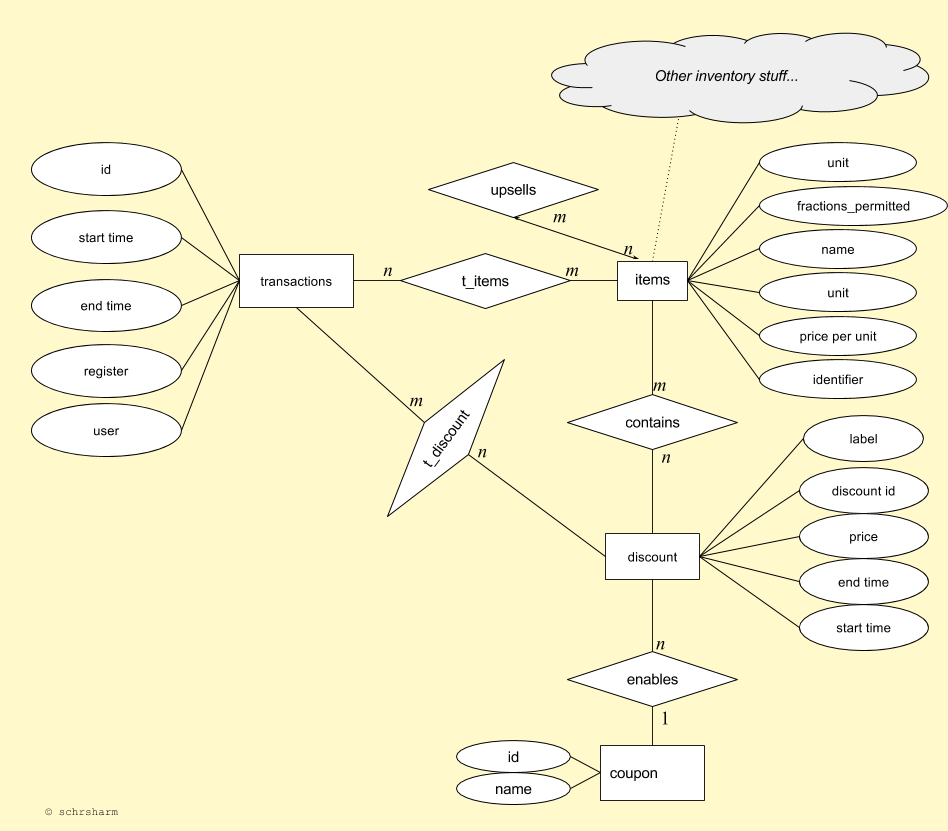 Other inventory stuff...
id
start time
end time
register
user
transactions
n
t_items
m
upsells
m
n
items
unit
fractions_permitted
name
unit
price per unit
identifier
m
t_discount
n
m
contains
n
label
discount id
price
end time
start time
discount
n
enables
1
id
name
coupon
© schrsharm